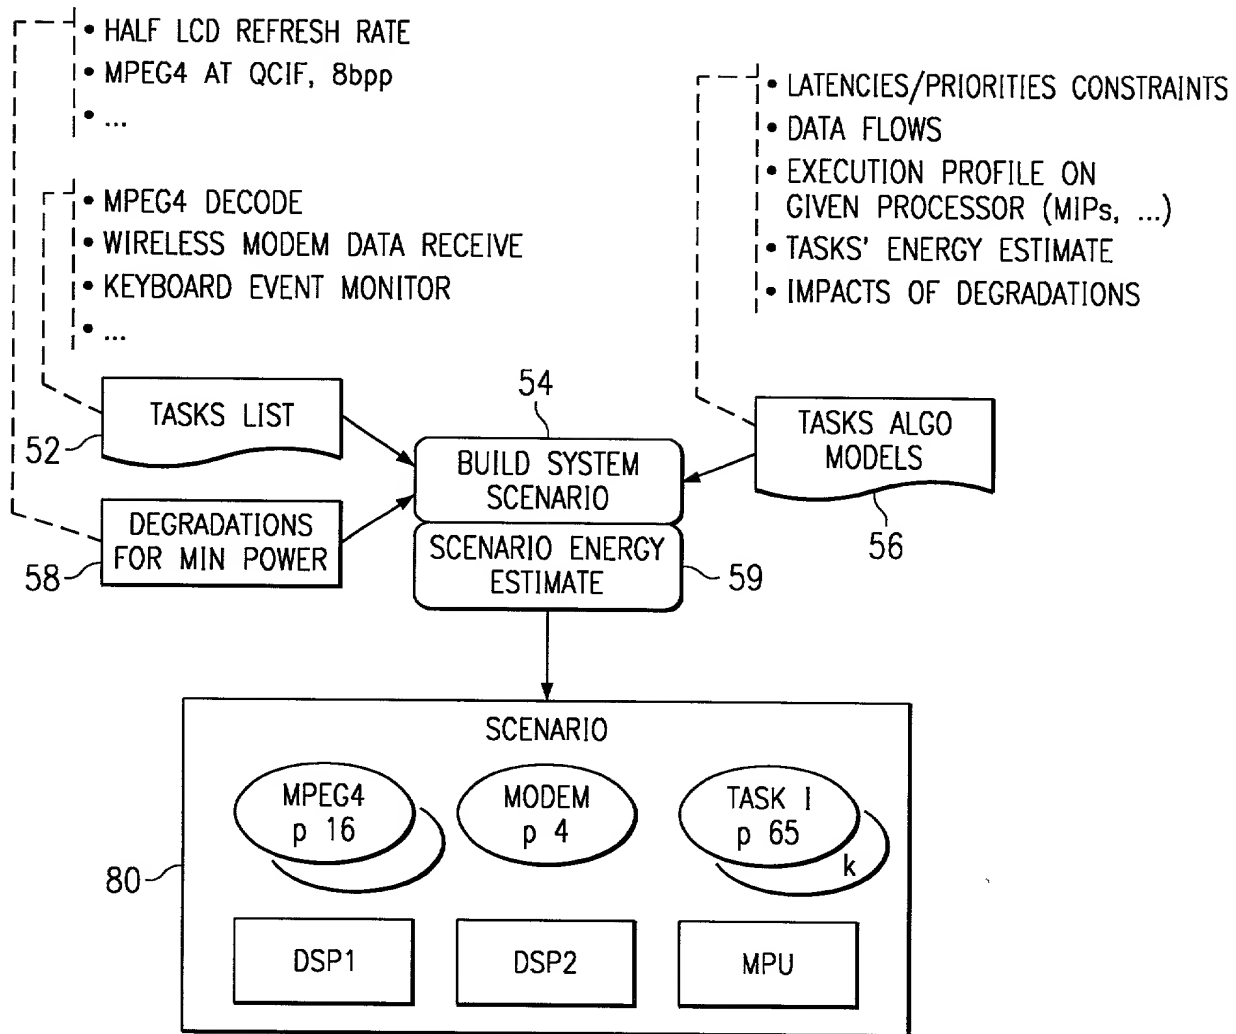 • HALF LCD REFRESH RATE
• MPEG4 AT QCIF, 8bpp
• ...
• MPEG4 DECODE
• WIRELESS MODEM DATA RECEIVE
• KEYBOARD EVENT MONITOR
• ...
• LATENCIES/PRIORITIES CONSTRAINTS
• DATA FLOWS
• EXECUTION PROFILE ON
GIVEN PROCESSOR (MIPs, ...)
• TASKS' ENERGY ESTIMATE
• IMPACTS OF DEGRADATIONS
TASKS LIST
52
54
BUILD SYSTEM
SCENARIO
TASKS ALGO
MODELS
56
DEGRADATIONS
FOR MIN POWER
58
SCENARIO ENERGY
ESTIMATE
59
SCENARIO
MPEG4
p 16
MODEM
p 4
TASK I
p 65
k
80
DSP1
DSP2
MPU